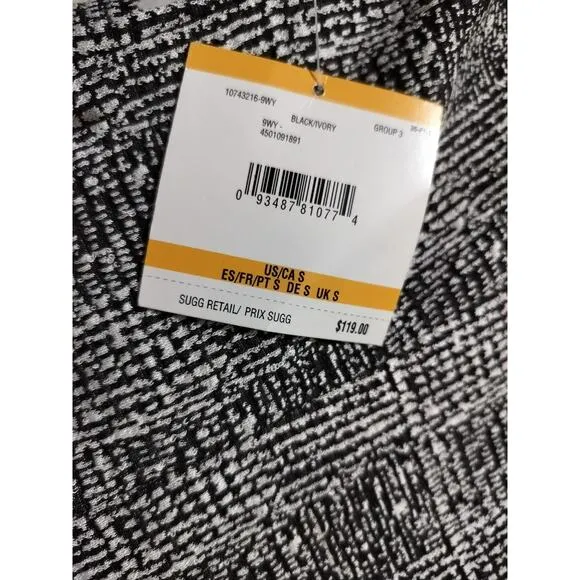 10743216-9WY BLACK/IVORY GROUP 3
9WY -
4501091891
0 93487 81077 4
US/CA S
ES/FR/PT S DE S UK S
SUGG RETAIL/ PRIX SUGG $119.00